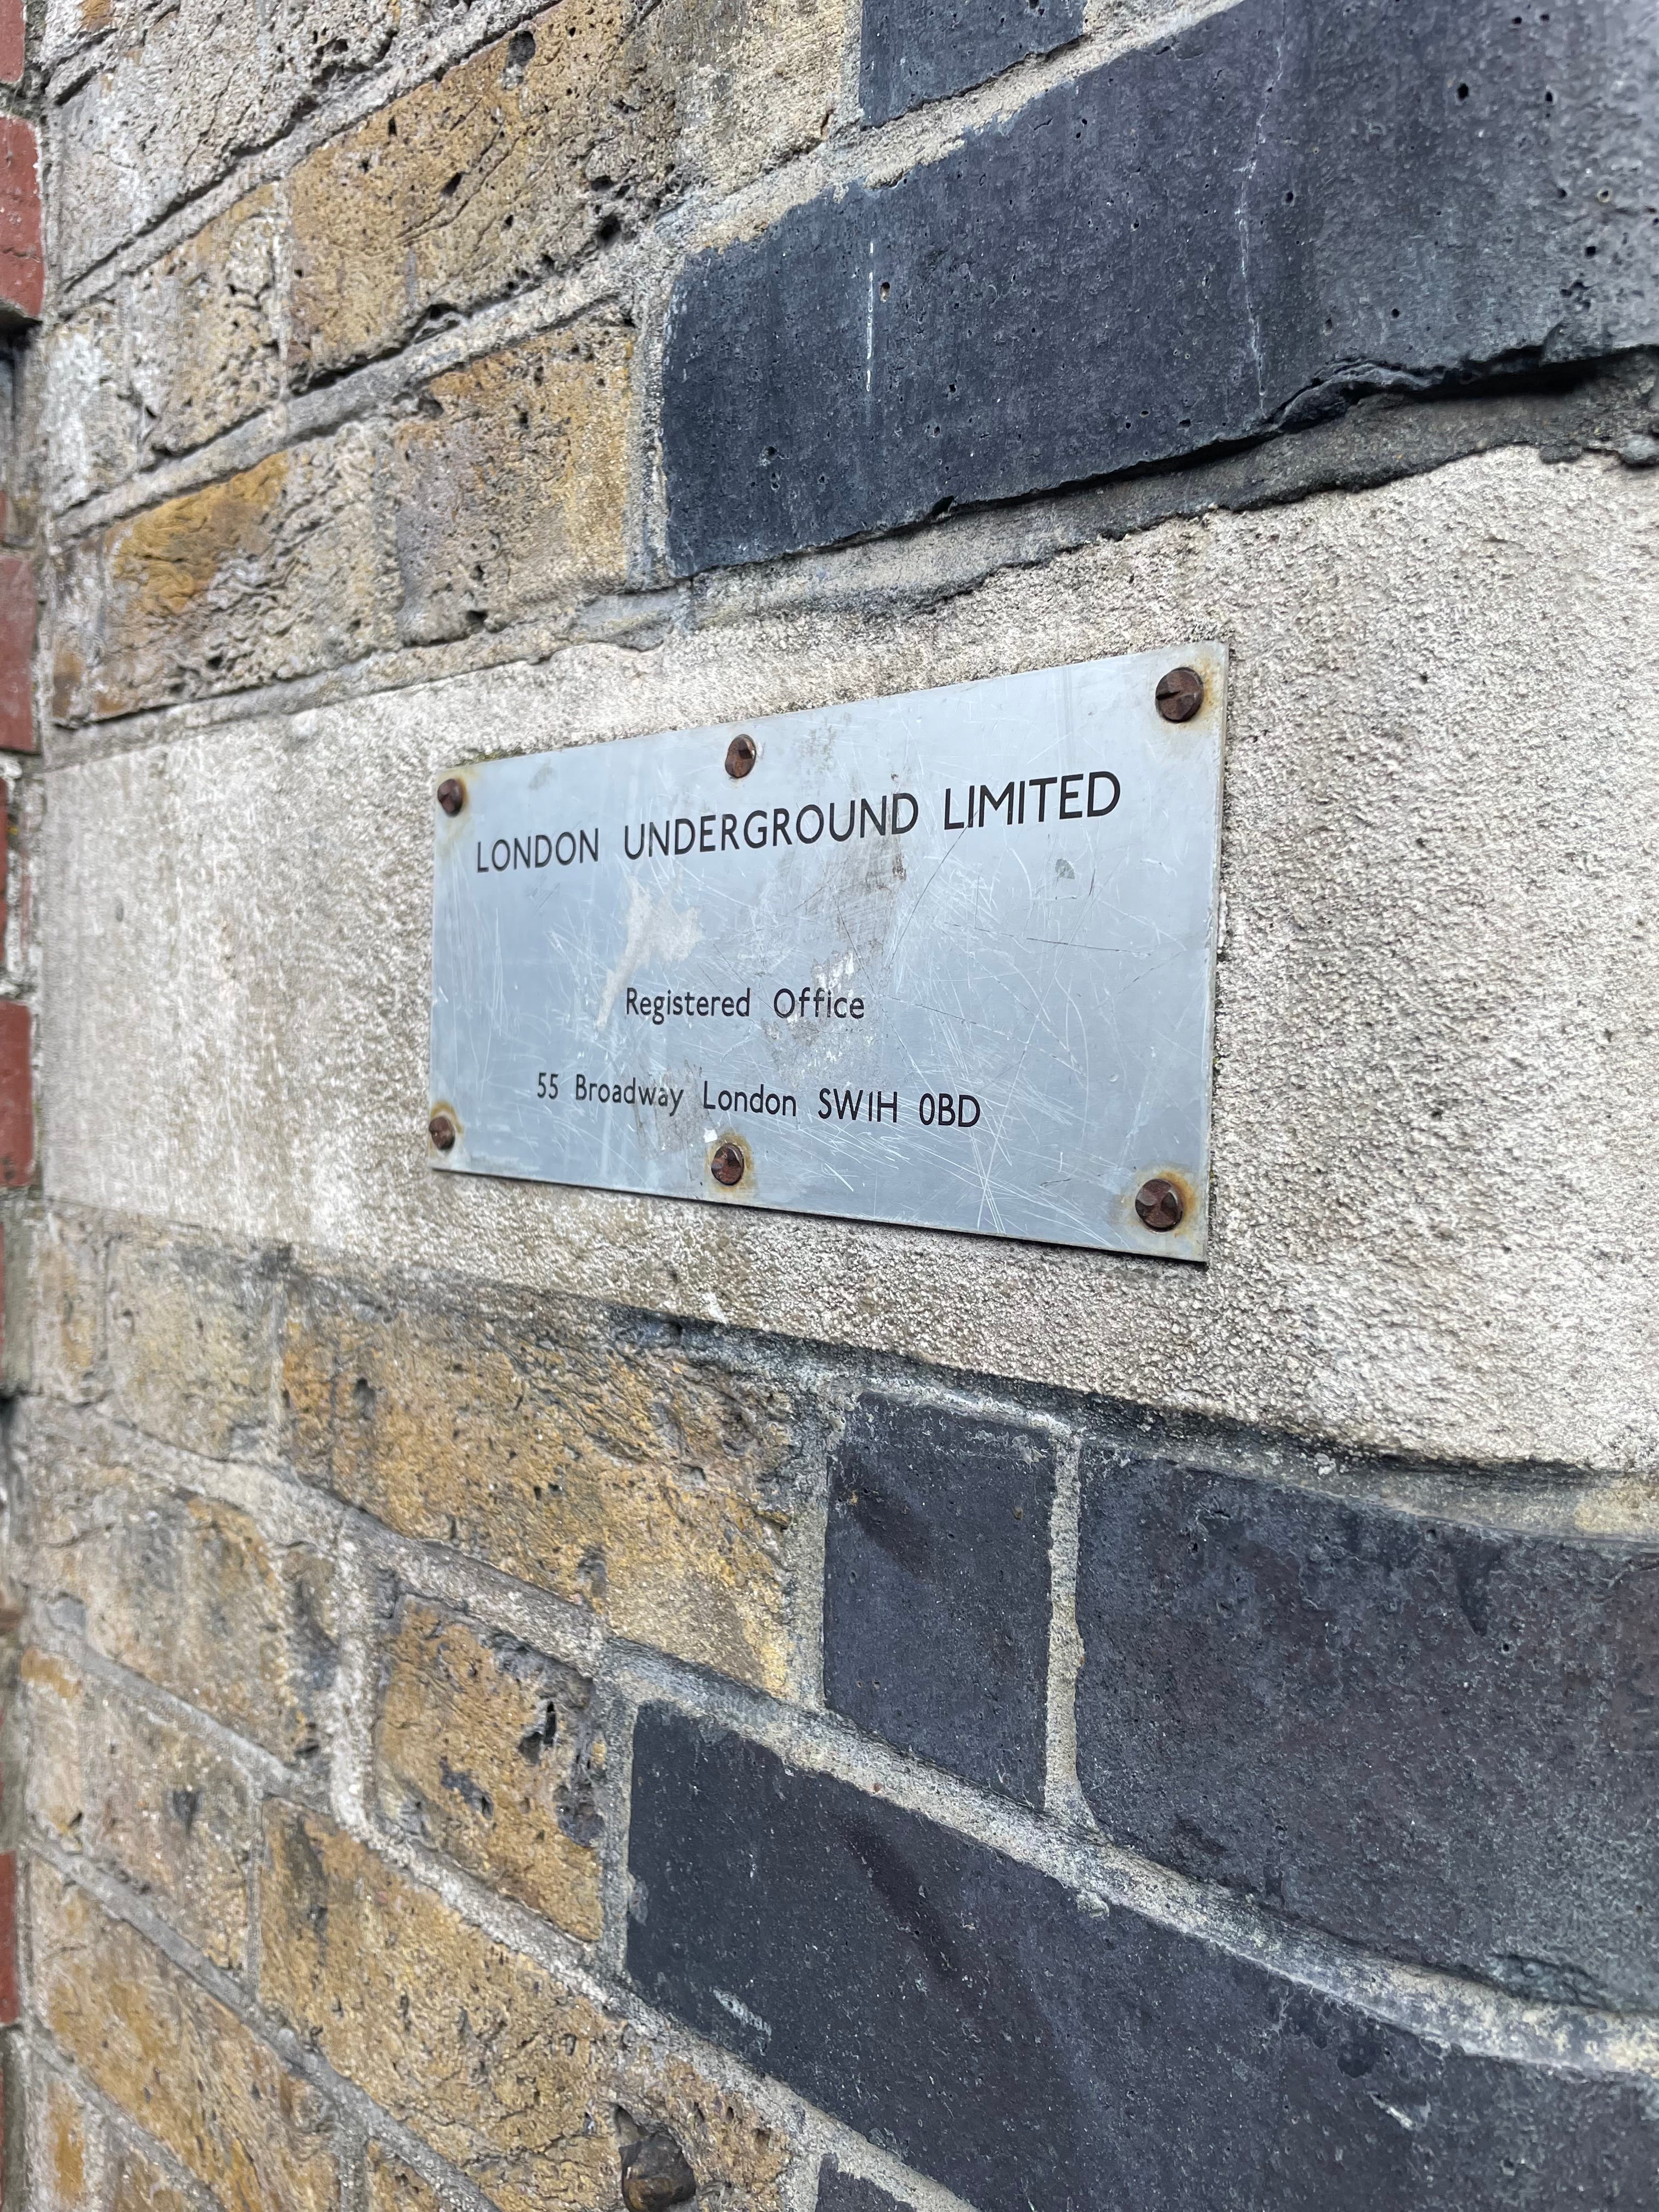 LONDON UNDERGROUND LIMITED
Registered Office
55 Broadway London SW1H 0BD